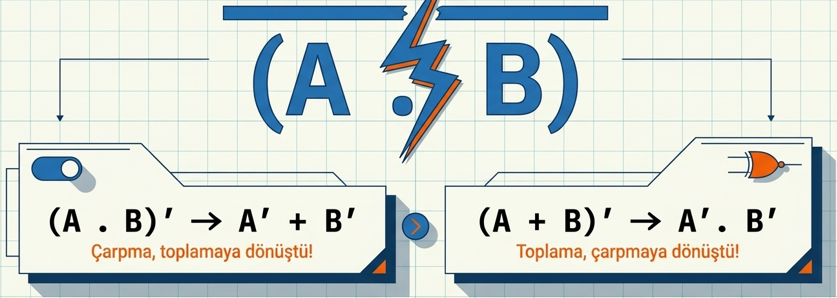 (A . B)
(A . B)′ → A′ + B′
Çarpma, toplamaya dönüştü!
(A + B)′ → A′. B′
Toplama, çarpmaya dönüştü!